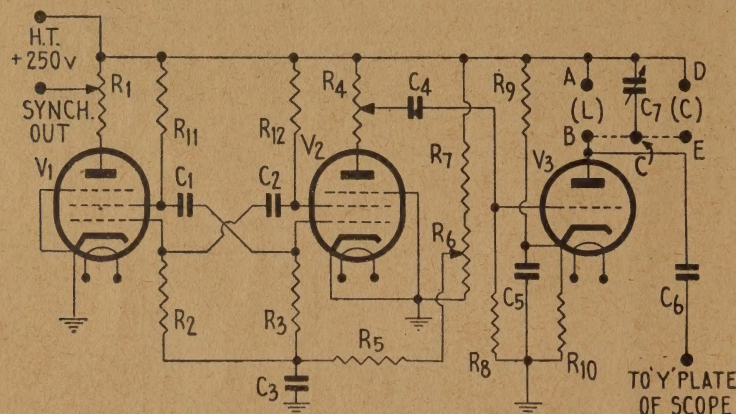 H.T.
+250v
SYNCH.
OUT
R1
R11
R12
V1
C1
C2
V2
R4
C4
R7
R6
R9
A
(L)
B
C7
D
(C)
E
C
V3
R2
R3
R5
C3
C5
R8
R10
C6
TO 'Y' PLATE
OF SCOPE